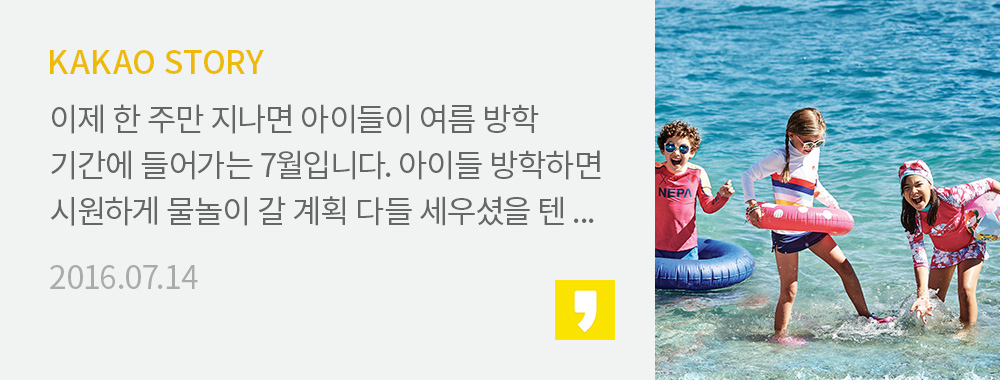 KAKAO STORY
이제 한 주만 지나면 아이들이 여름 방학
기간에 들어가는 7월입니다. 아이들 방학하면
시원하게 물놀이 갈 계획 다들 세우셨을 텐 ...
2016.07.14
NEPA